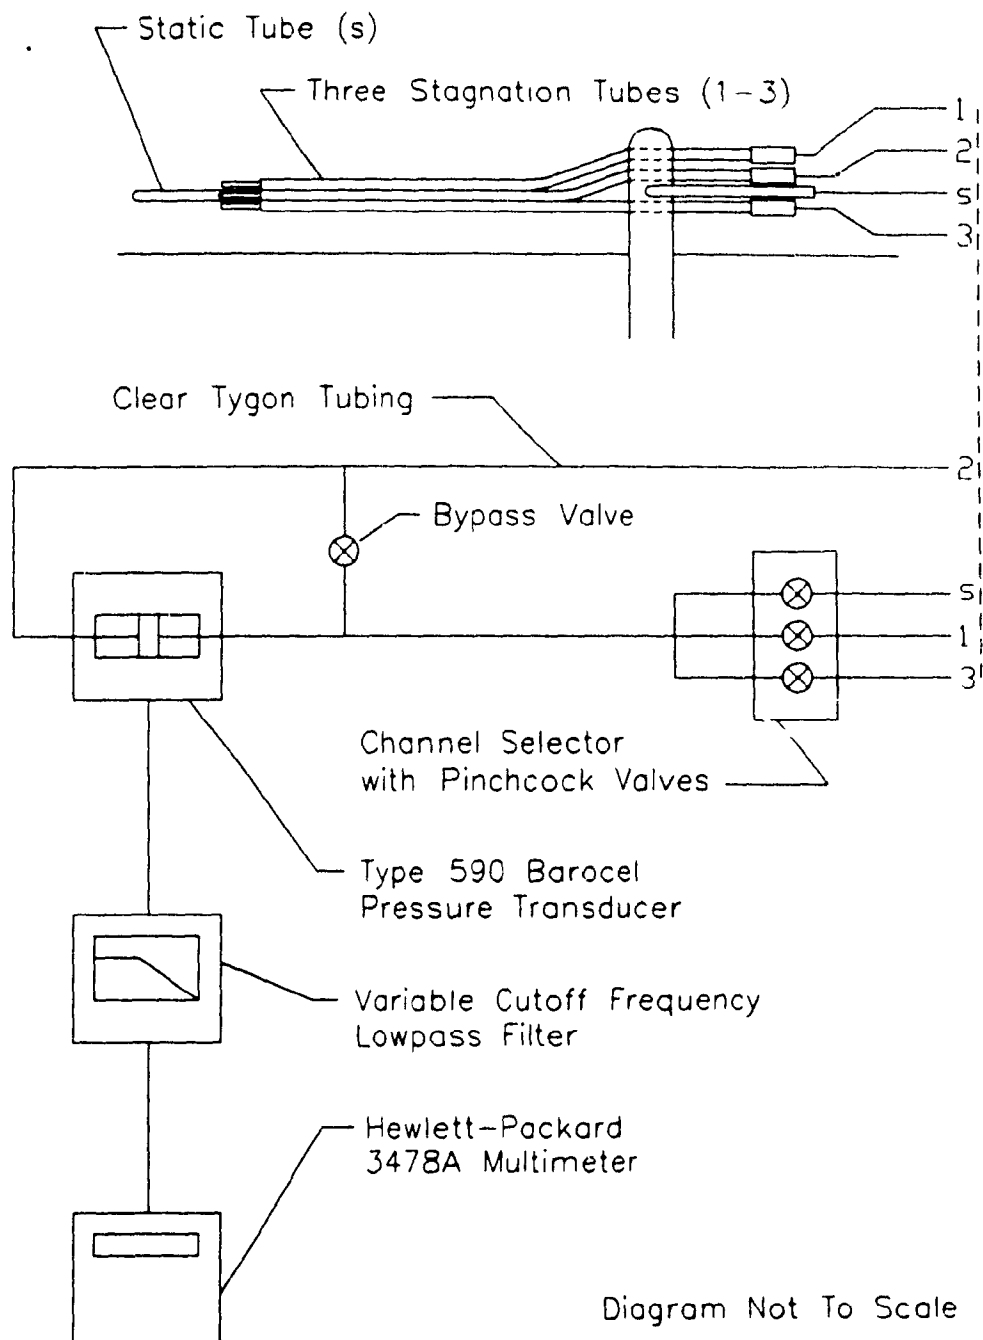 Static Tube (s)
Three Stagnation Tubes (1-3)
1
2
s
3
Clear Tygon Tubing
2
Bypass Valve
s
1
3
Channel Selector
with Pinchcock Valves
Type 590 Barocel
Pressure Transducer
Variable Cutoff Frequency
Lowpass Filter
Hewlett-Packard
3478A Multimeter
Diagram Not To Scale